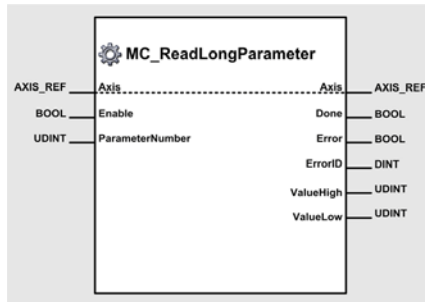 MC_ReadLongParameter
AXIS_REF Axis Axis AXIS_REF
BOOL Enable Done BOOL
UDINT ParameterNumber Error BOOL
ErrorID DINT
ValueHigh UDINT
ValueLow UDINT